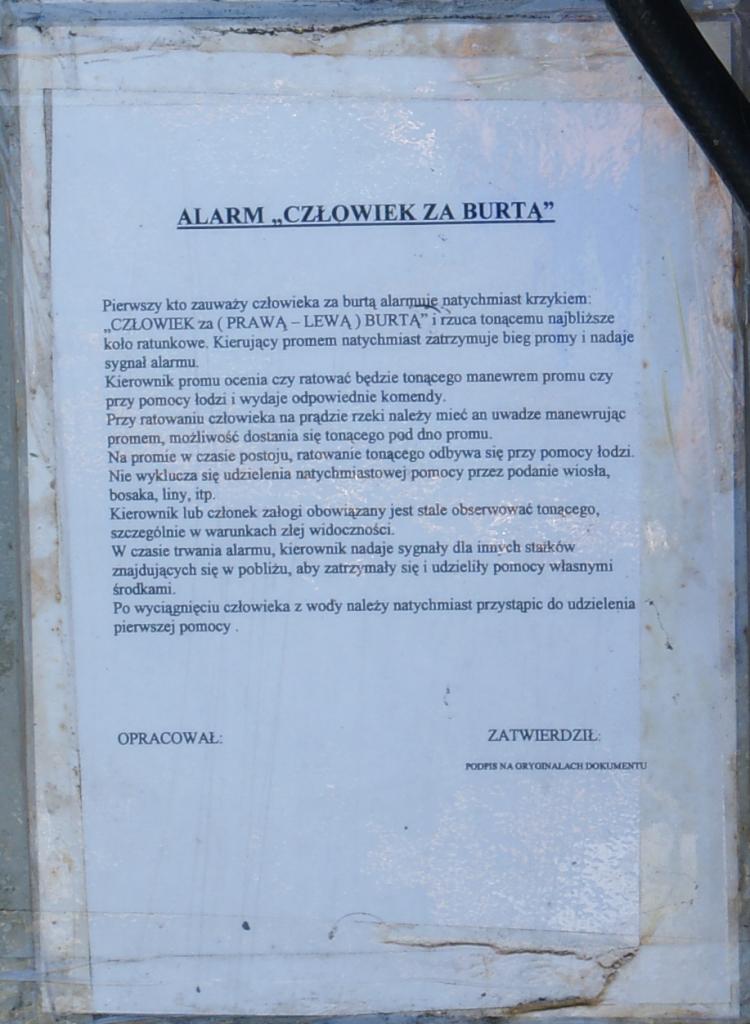 ALARM „CZŁOWIEK ZA BURTĄ”
Pierwszy kto zauważy człowieka za burtą alarmuję natychmiast krzykiem:
„CZŁOWIEK za ( PRAWĄ – LEWĄ ) BURTĄ” i rzuca tonącemu najbliższe
koło ratunkowe. Kierujący promem natychmiast zatrzymuje bieg promy i nadaje
sygnał alarmu.
Kierownik promu ocenia czy ratować będzie tonącego manewrem promu czy
przy pomocy łodzi i wydaje odpowiednie komendy.
Przy ratowaniu człowieka na prądzie rzeki należy mieć an uwadze manewrując
promem, możliwość dostania się tonącego pod dno promu.
Na promie w czasie postoju, ratowanie tonącego odbywa się przy pomocy łodzi.
Nie wyklucza się udzielenia natychmiastowej pomocy przez podanie wiosła,
bosaka, liny, itp.
Kierownik lub członek załogi obowiązany jest stale obserwować tonącego,
szczególnie w warunkach złej widoczności.
W czasie trwania alarmu, kierownik nadaje sygnały dla innych statków
znajdujących się w pobliżu, aby zatrzymały się i udzieliły pomocy własnymi
środkami.
Po wyciągnięciu człowieka z wody należy natychmiast przystąpic do udzielenia
pierwszej pomocy .
OPRACOWAŁ:
ZATWIERDZIŁ:
PODPIS NA ORYGINALACH DOKUMENTU